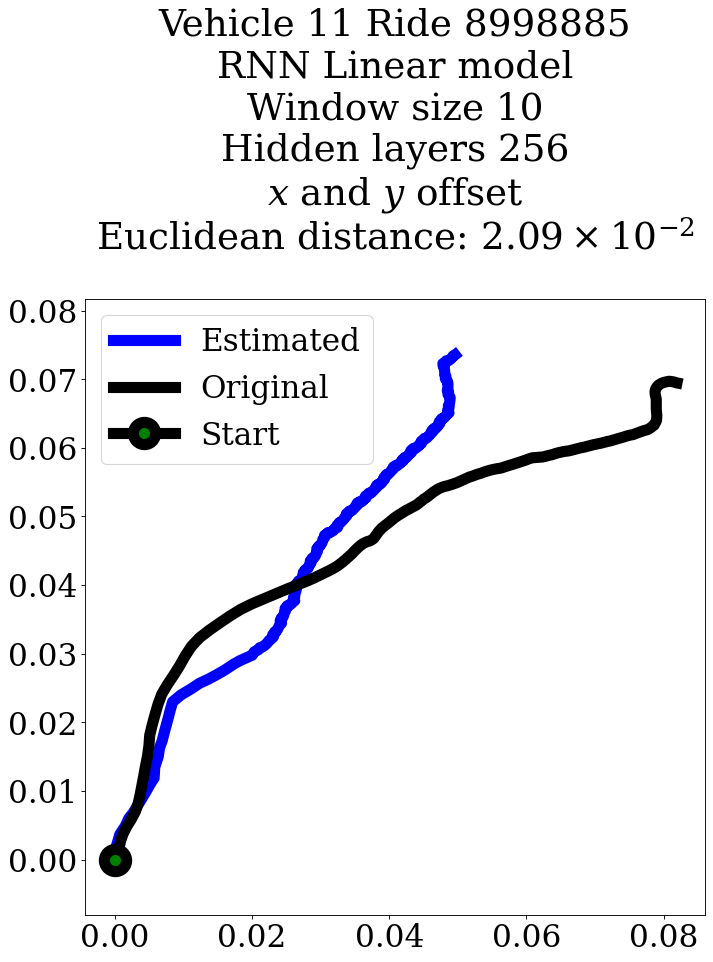 Vehicle 11 Ride 8998885
RNN Linear model
Window size 10
Hidden layers 256
x and y offset
Euclidean distance: 2.09 × 10⁻²
Estimated
Original
Start
0.08
0.07
0.06
0.05
0.04
0.03
0.02
0.01
0.00
0.00 0.02 0.04 0.06 0.08